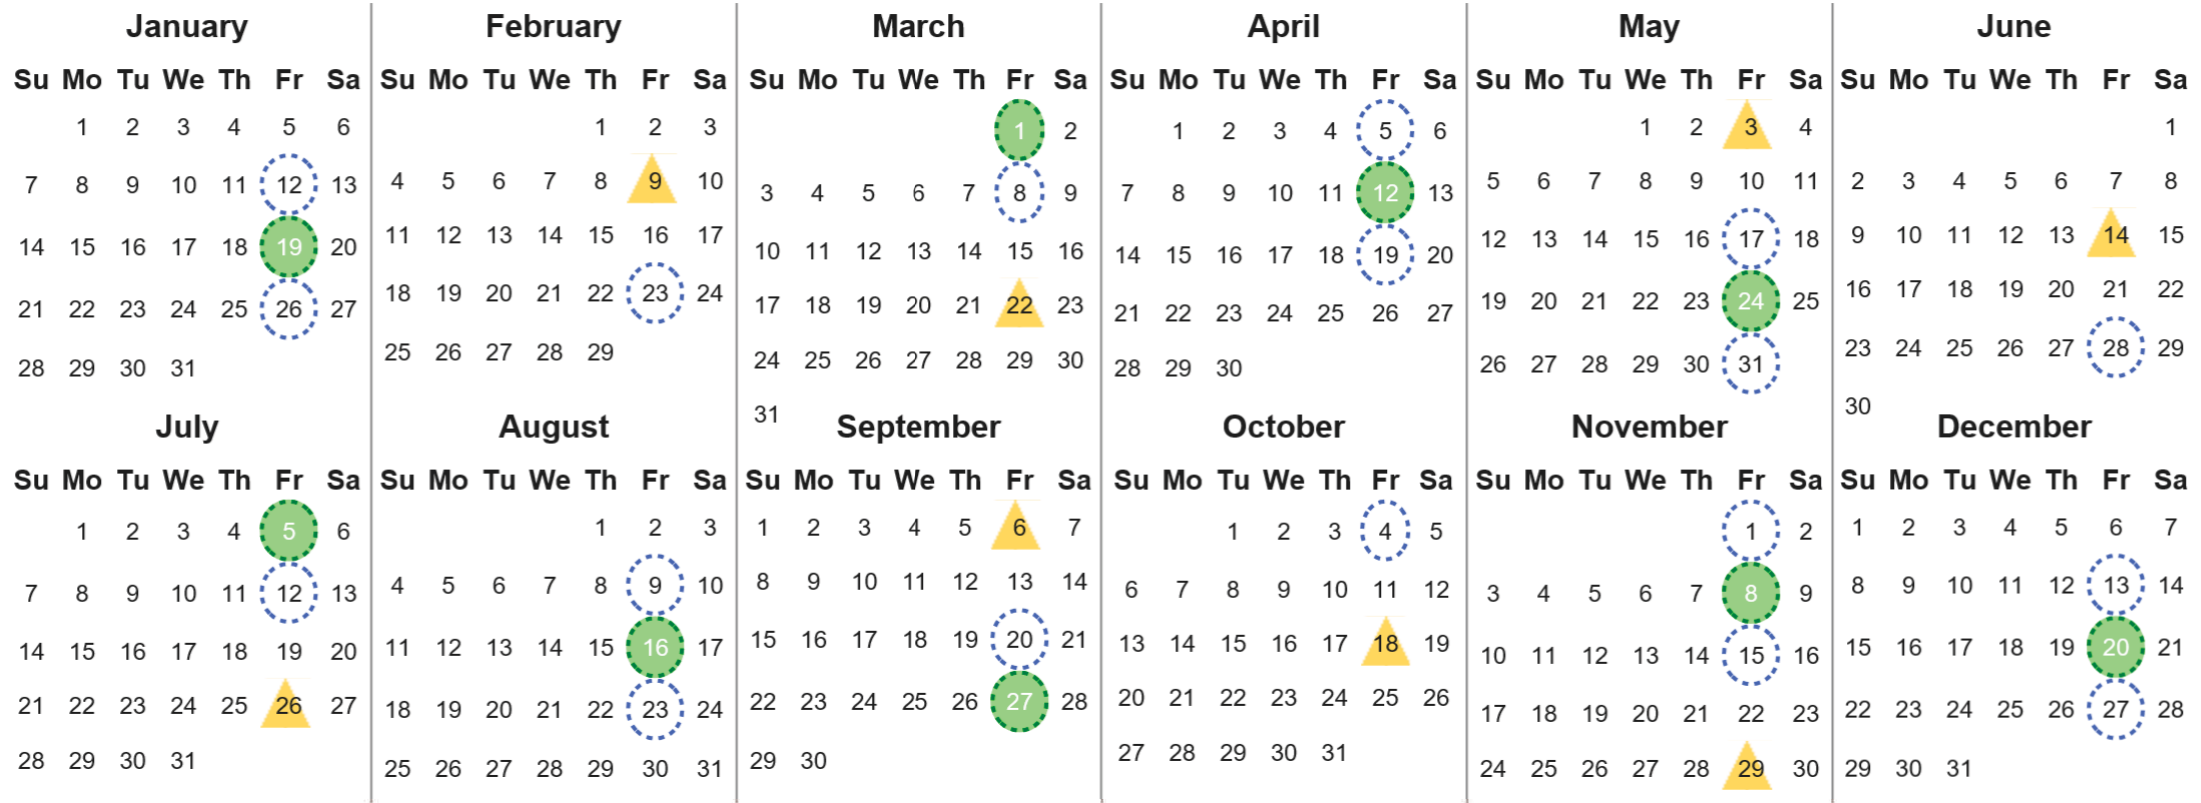 January
Su Mo Tu We Th Fr Sa
1 2 3 4 5 6
7 8 9 10 11 12 13
14 15 16 17 18 19 20
21 22 23 24 25 26 27
28 29 30 31
February
Su Mo Tu We Th Fr Sa
1 2 3
4 5 6 7 8 9 10
11 12 13 14 15 16 17
18 19 20 21 22 23 24
25 26 27 28 29
March
Su Mo Tu We Th Fr Sa
1 2
3 4 5 6 7 8 9
10 11 12 13 14 15 16
17 18 19 20 21 22 23
24 25 26 27 28 29 30
31
April
Su Mo Tu We Th Fr Sa
1 2 3 4 5 6
7 8 9 10 11 12 13
14 15 16 17 18 19 20
21 22 23 24 25 26 27
28 29 30
May
Su Mo Tu We Th Fr Sa
1 2 3 4
5 6 7 8 9 10 11
12 13 14 15 16 17 18
19 20 21 22 23 24 25
26 27 28 29 30 31
June
Su Mo Tu We Th Fr Sa
1
2 3 4 5 6 7 8
9 10 11 12 13 14 15
16 17 18 19 20 21 22
23 24 25 26 27 28 29
30
July
Su Mo Tu We Th Fr Sa
1 2 3 4 5 6
7 8 9 10 11 12 13
14 15 16 17 18 19 20
21 22 23 24 25 26 27
28 29 30 31
August
Su Mo Tu We Th Fr Sa
1 2 3
4 5 6 7 8 9 10
11 12 13 14 15 16 17
18 19 20 21 22 23 24
25 26 27 28 29 30 31
September
Su Mo Tu We Th Fr Sa
1 2 3 4 5 6 7
8 9 10 11 12 13 14
15 16 17 18 19 20 21
22 23 24 25 26 27 28
29 30
October
Su Mo Tu We Th Fr Sa
1 2 3 4 5
6 7 8 9 10 11 12
13 14 15 16 17 18 19
20 21 22 23 24 25 26
27 28 29 30 31
November
Su Mo Tu We Th Fr Sa
1 2
3 4 5 6 7 8 9
10 11 12 13 14 15 16
17 18 19 20 21 22 23
24 25 26 27 28 29 30
December
Su Mo Tu We Th Fr Sa
1 2 3 4 5 6 7
8 9 10 11 12 13 14
15 16 17 18 19 20 21
22 23 24 25 26 27 28
29 30 31